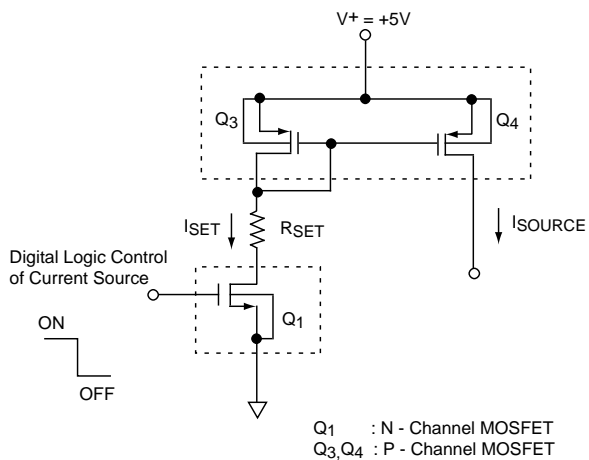 V+ = +5V
Q3
Q4
ISET
RSET
ISOURCE
Digital Logic Control
of Current Source
Q1
ON
OFF
Q1 : N - Channel MOSFET
Q3,Q4 : P - Channel MOSFET